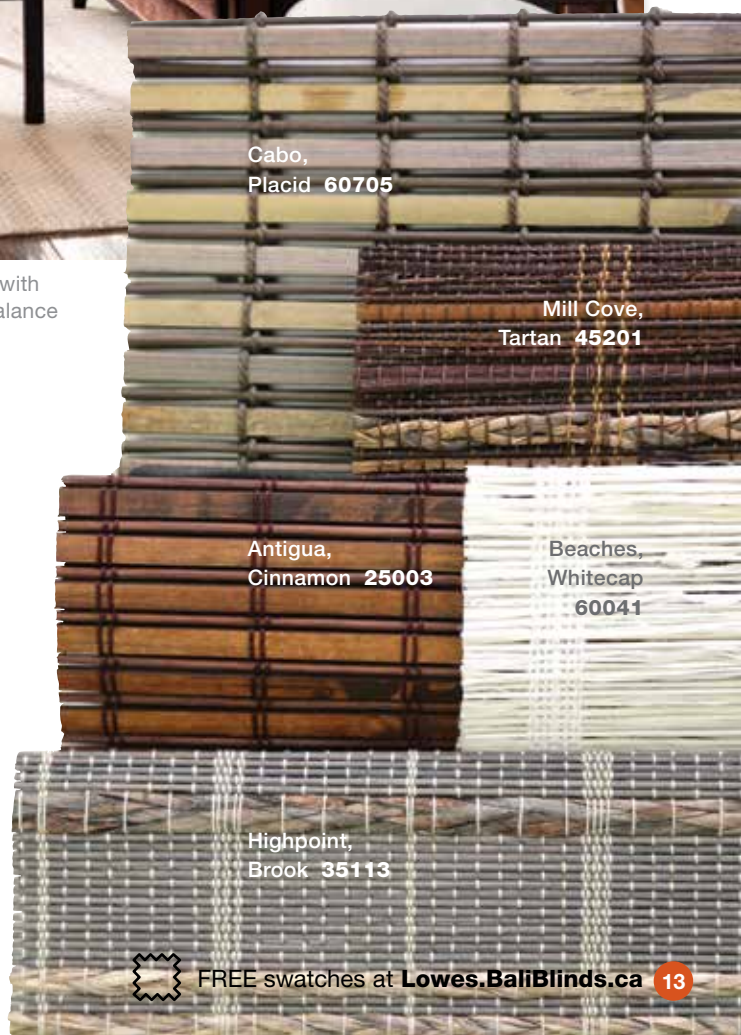 with
alance
Cabo,
Placid 60705
Mill Cove,
Tartan 45201
Antigua,
Cinnamon 25003
Beaches,
Whitecap
60041
Highpoint,
Brook 35113
FREE swatches at Lowes.BaliBlinds.ca 13